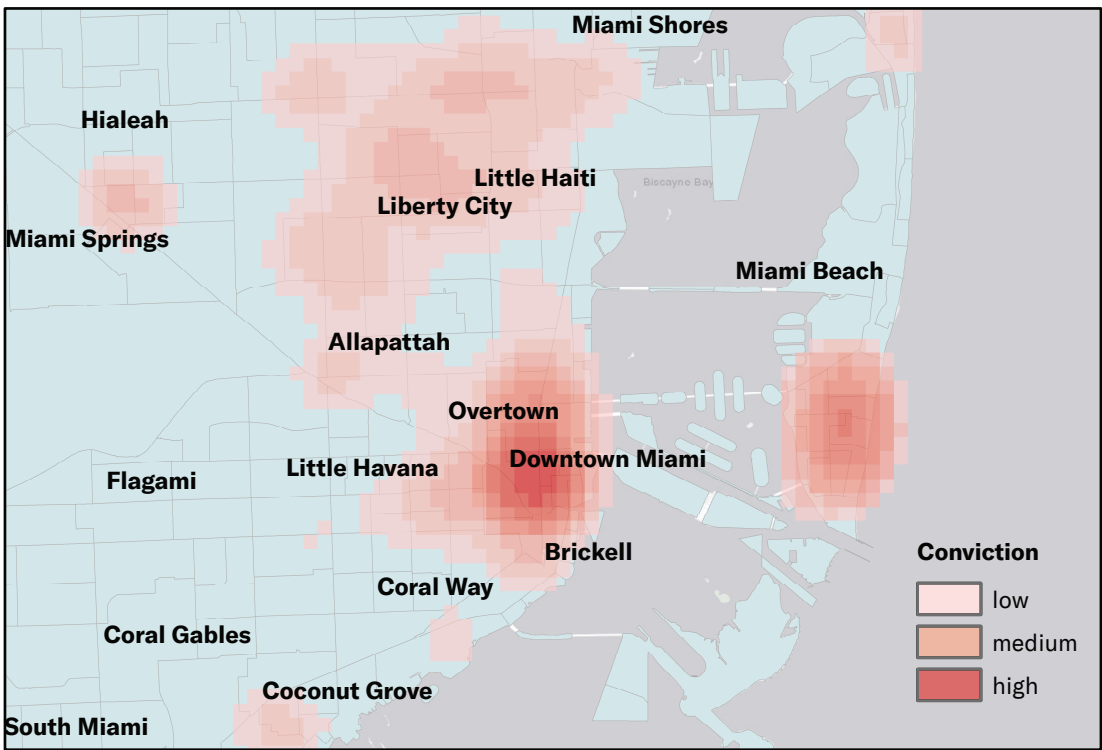 Miami Shores
Hialeah
Little Haiti
Biscayne Bay
Liberty City
Miami Springs
Miami Beach
Allapattah
Overtown
Downtown Miami
Little Havana
Flagami
Brickell
Conviction
Coral Way
low
Coral Gables
medium
Coconut Grove
high
South Miami